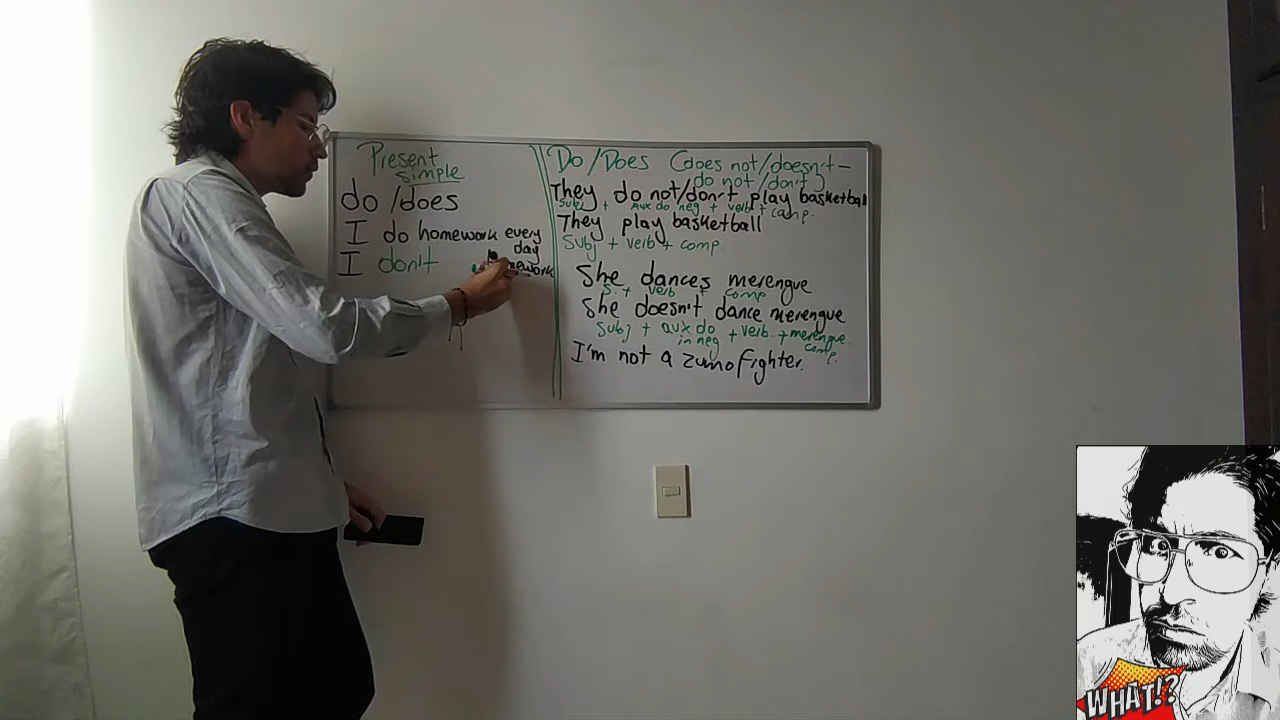 Present
simple
do /does
I do homework every
day
I don't homework
Do /Does (does not/doesn't-
do not /don't)
They do not/don't play basketball
Subj + aux do neg + verb + comp.
They play basketball
Subj + verb + comp.
She dances merengue
S. + verb + comp
She doesn't dance merengue
Subj + aux do + verb. + merengue.
in neg comp.
I'm not a zumo fighter.
WHAT!?